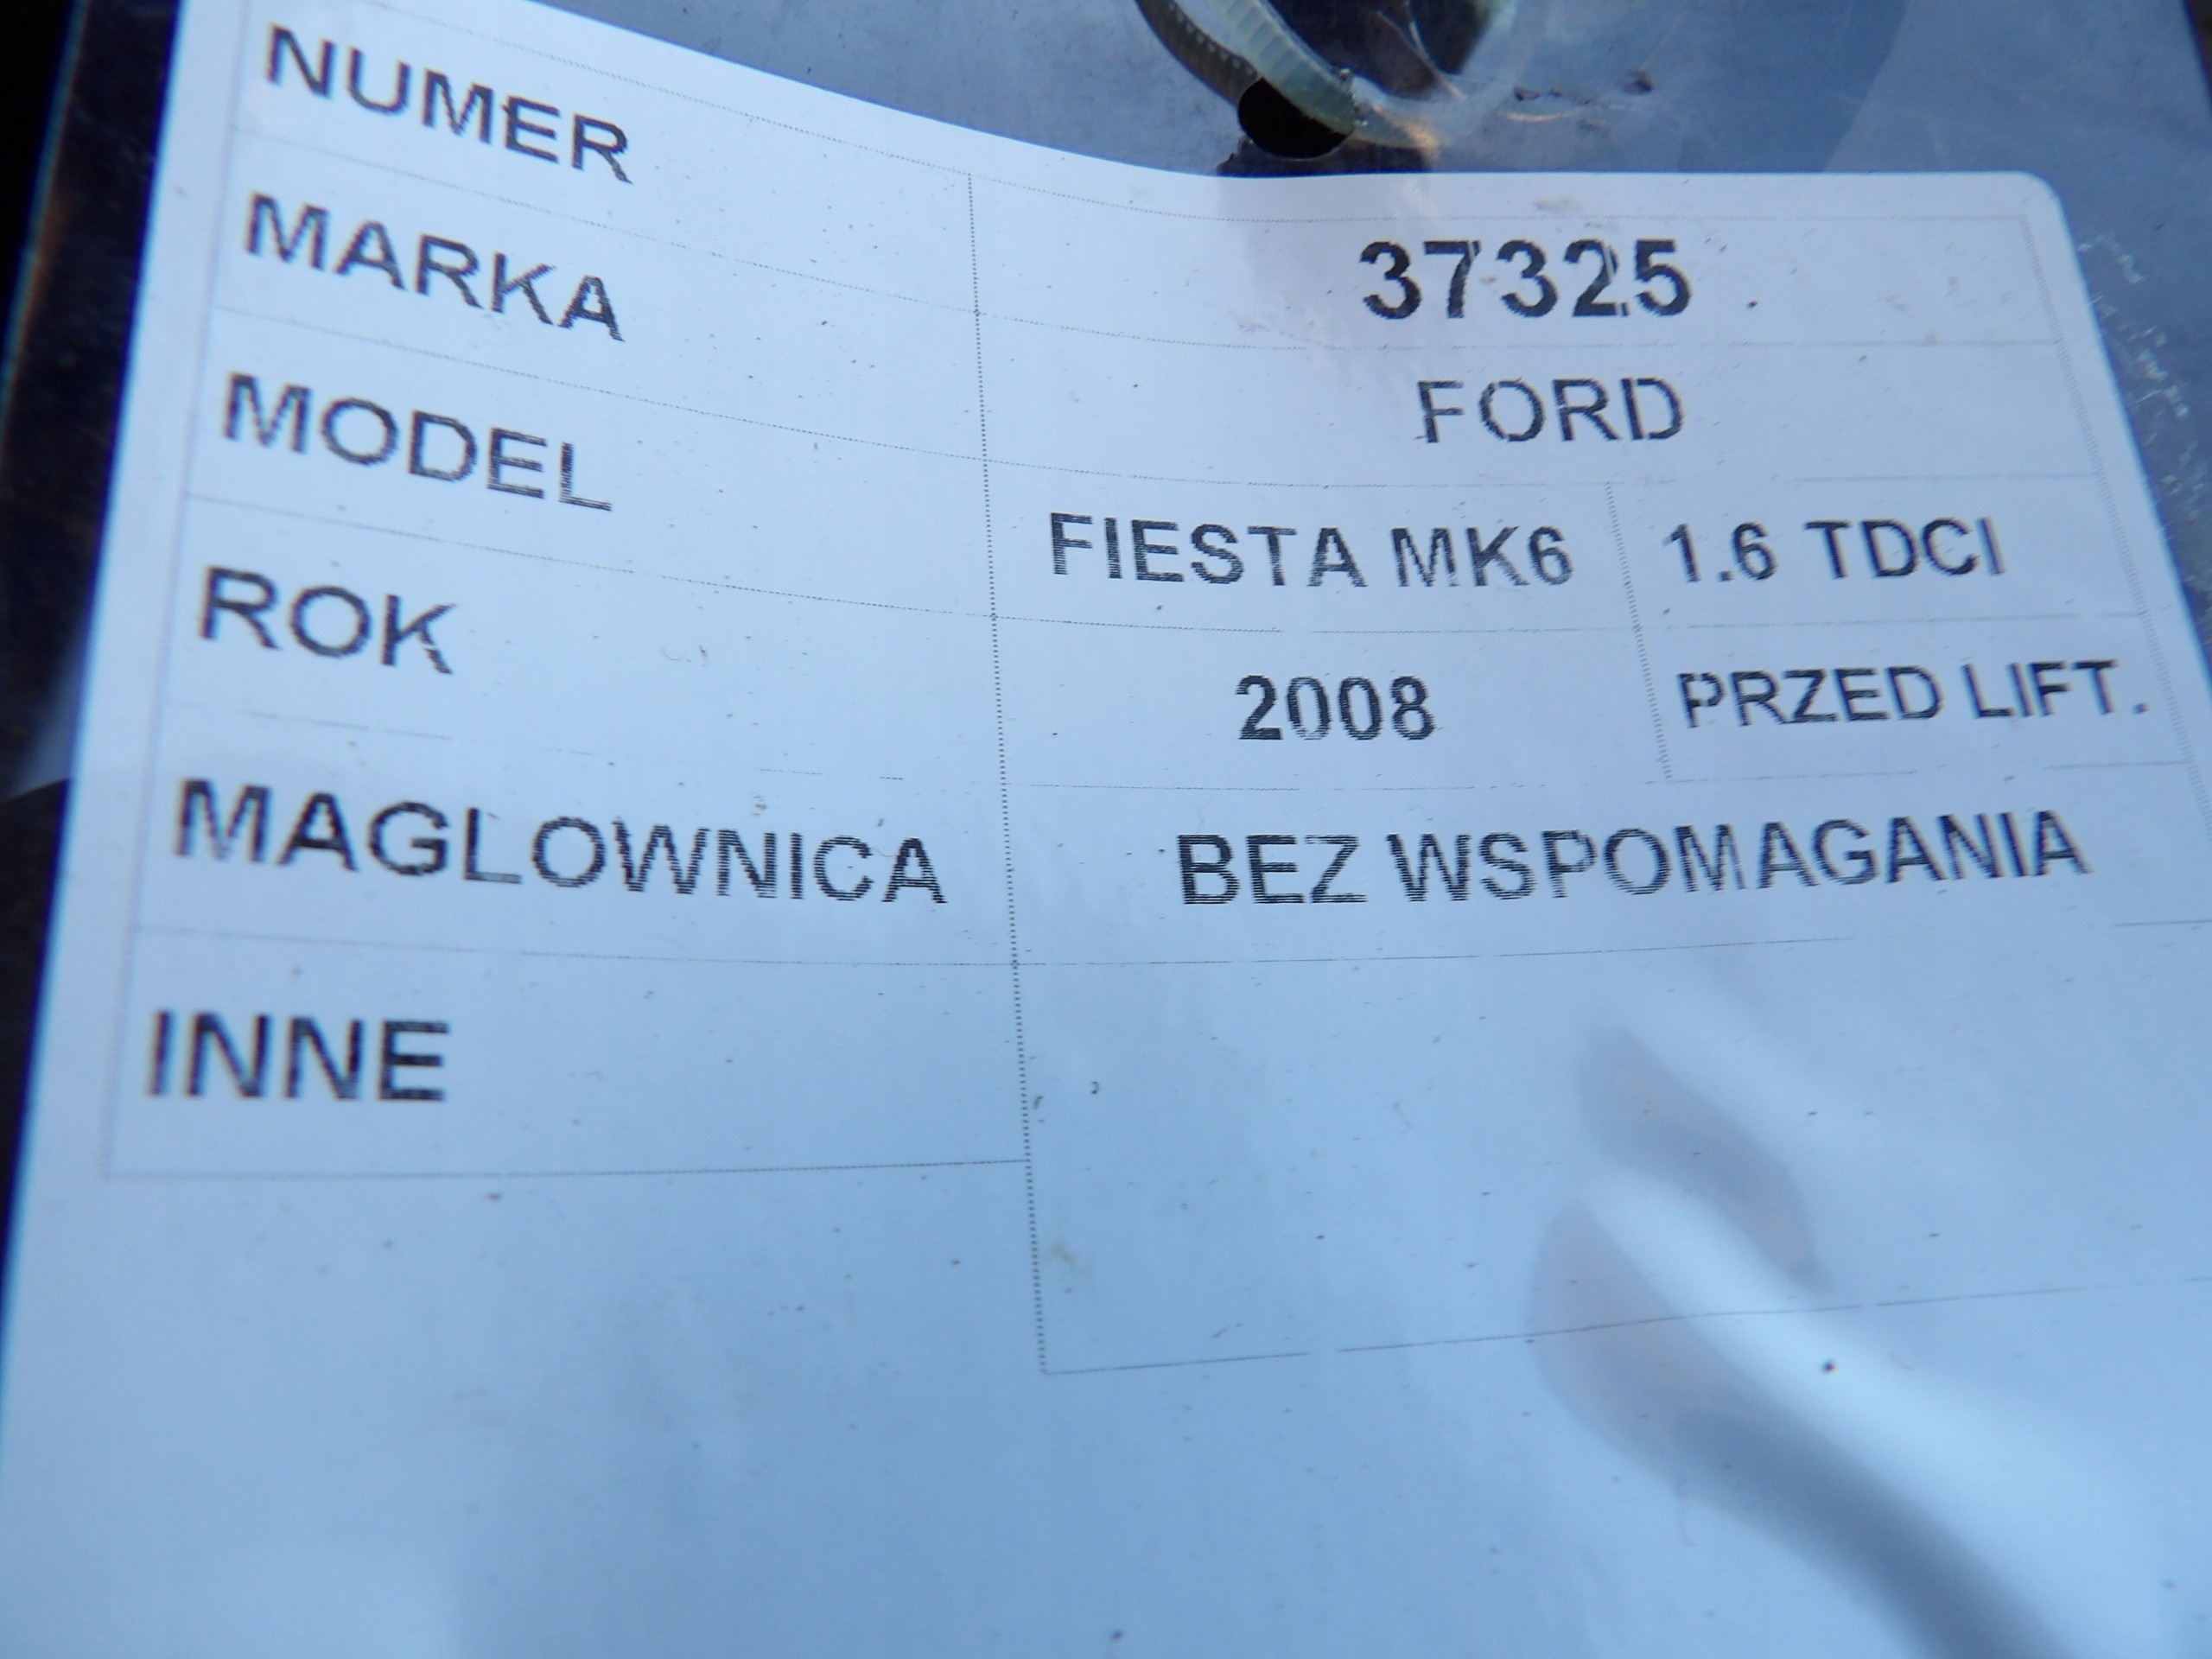 NUMER 37325
MARKA FORD
MODEL FIESTA MK6 1.6 TDCI
ROK 2008 PRZED LIFT.
MAGLOWNICA BEZ WSPOMAGANIA
INNE